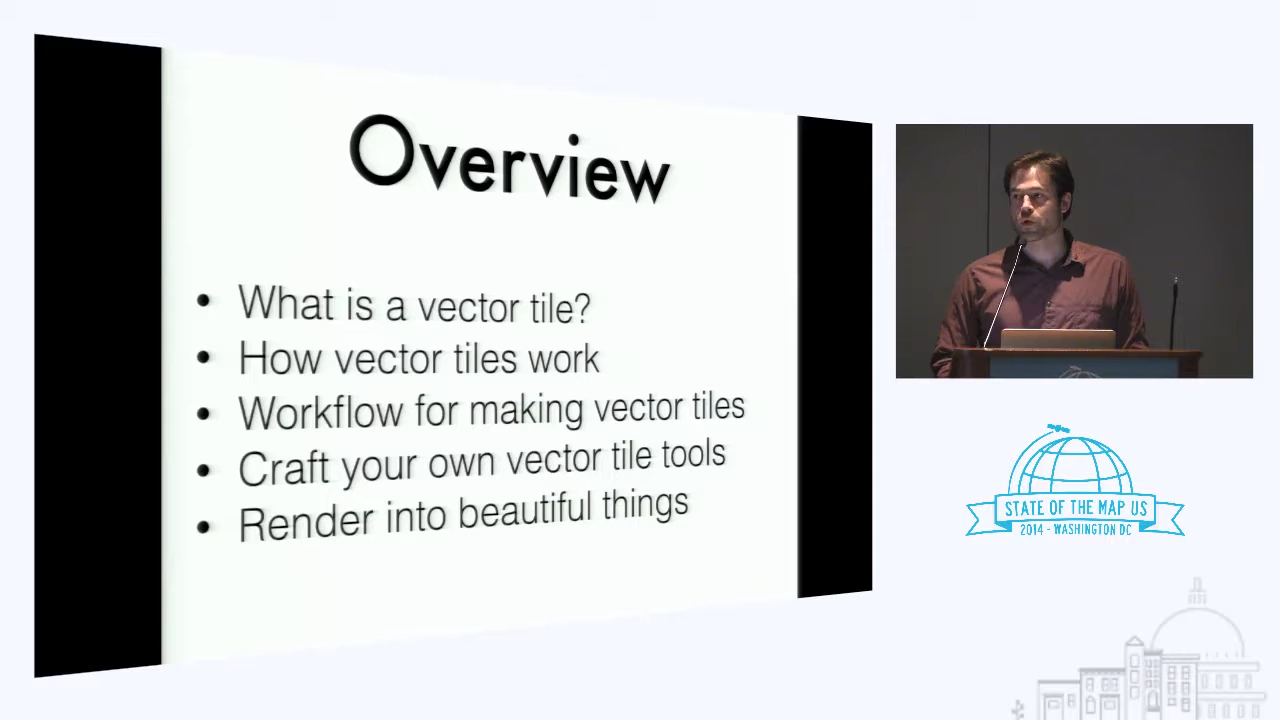 Overview
• What is a vector tile?
• How vector tiles work
• Workflow for making vector tiles
• Craft your own vector tile tools
• Render into beautiful things
STATE OF THE MAP US
2014 - WASHINGTON DC